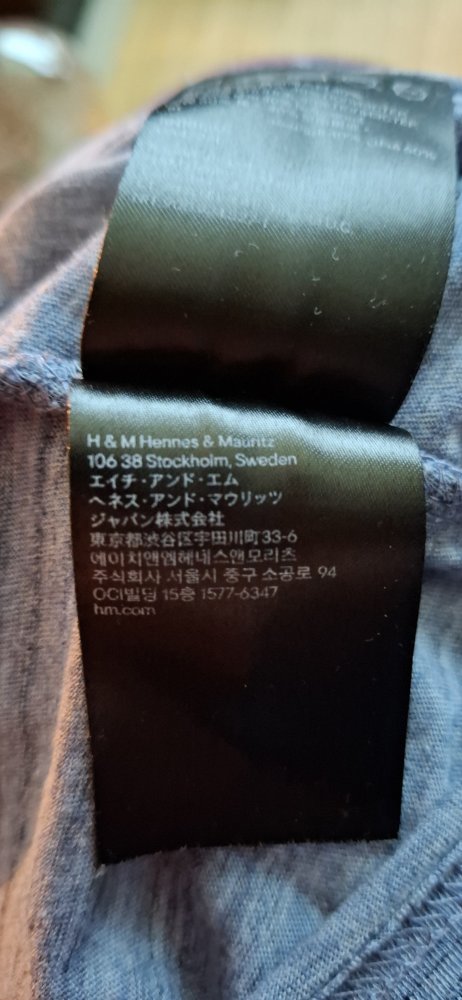 H & M Hennes & Mauritz
106 38 Stockholm, Sweden
エイチ・アンド・エム
ヘネス・アンド・マウリッツ
ジャパン株式会社
東京都渋谷区宇田川町33-6
에이치앤엠헤네스앤모리츠
주식회사 서울시 중구 소공로 94
OCI빌딩 15층 1577-6347
hm.com